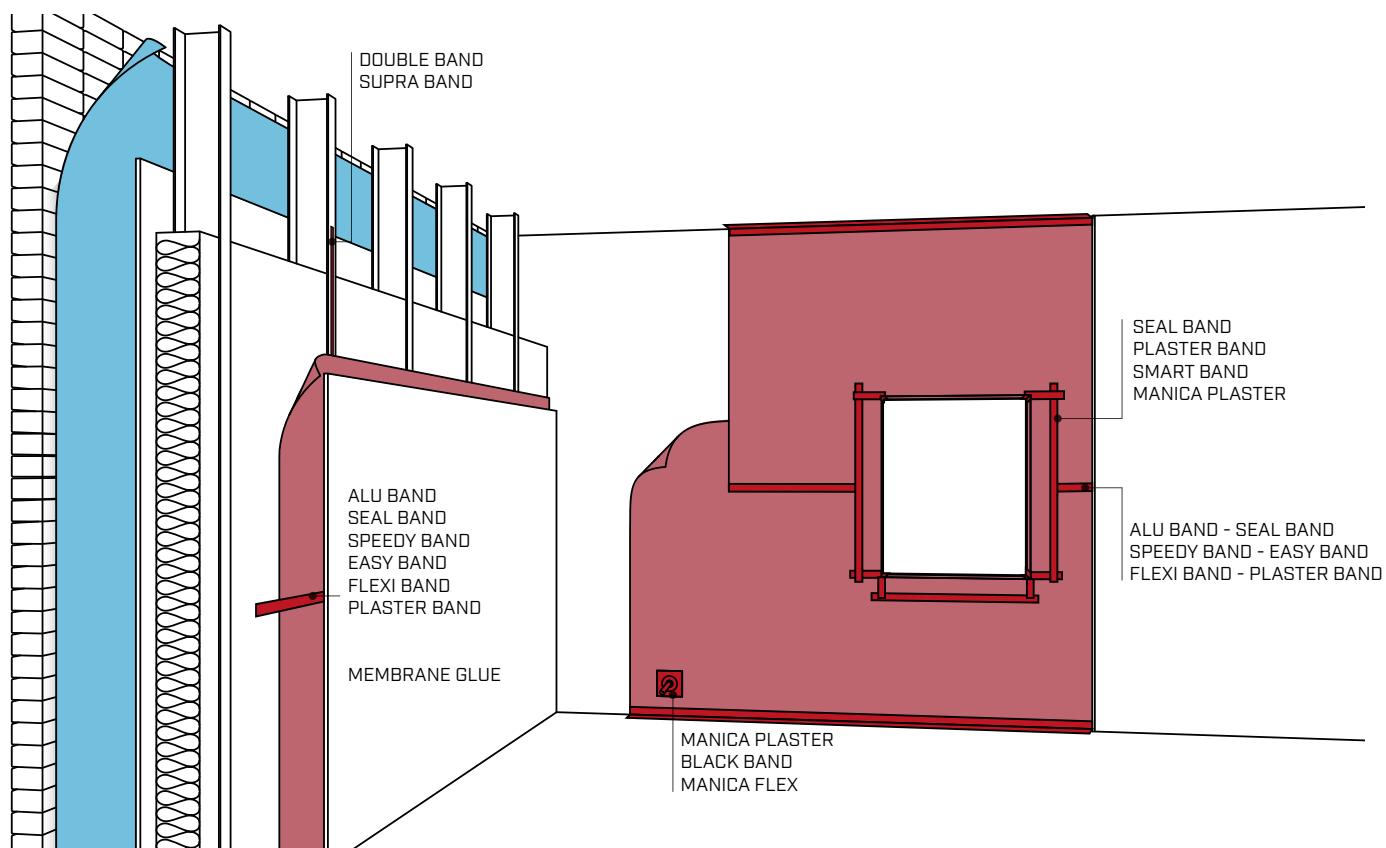 DOUBLE BAND
SUPRA BAND
SEAL BAND
PLASTER BAND
SMART BAND
MANICA PLASTER
ALU BAND
SEAL BAND
SPEEDY BAND
EASY BAND
FLEXI BAND
PLASTER BAND
MEMBRANE GLUE
ALU BAND - SEAL BAND
SPEEDY BAND - EASY BAND
FLEXI BAND - PLASTER BAND
MANICA PLASTER
BLACK BAND
MANICA FLEX